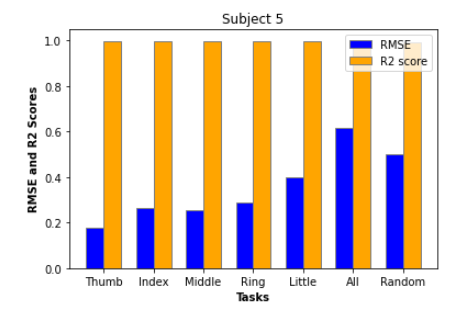 Subject 5
RMSE
R2 score
RMSE and R2 Scores
1.0
0.8
0.6
0.4
0.2
0.0
Thumb Index Middle Ring Little All Random
Tasks